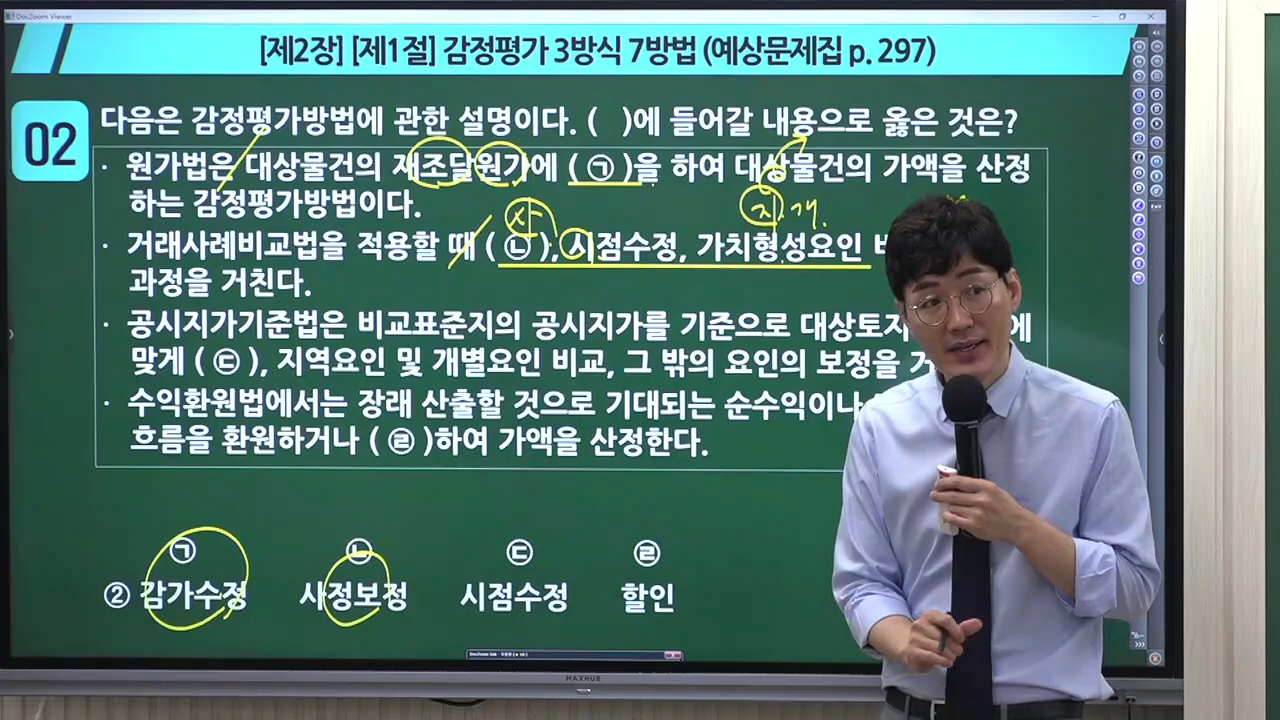 DocZoom Viewer
[제2장] [제1절] 감정평가 3방식 7방법 (예상문제집 p. 297)
02
다음은 감정평가방법에 관한 설명이다. ( )에 들어갈 내용으로 옳은 것은?
· 원가법은 대상물건의 재조달원가에 ( ㉠ )을 하여 대상물건의 가액을 산정
하는 감정평가방법이다.
사
지. 개.
· 거래사례비교법을 적용할 때 ( ㉡ ), 시점수정, 가치형성요인
과정을 거친다.
· 공시지가기준법은 비교표준지의 공시지가를 기준으로 대상토지 에
맞게 ( ㉢ ), 지역요인 및 개별요인 비교, 그 밖의 요인의 보정을
· 수익환원법에서는 장래 산출할 것으로 기대되는 순수익이나
흐름을 환원하거나 ( ㉣ )하여 가액을 산정한다.
㉠ ㉡ ㉢ ㉣
② 감가수정 사정보정 시점수정 할인
MAXHUB